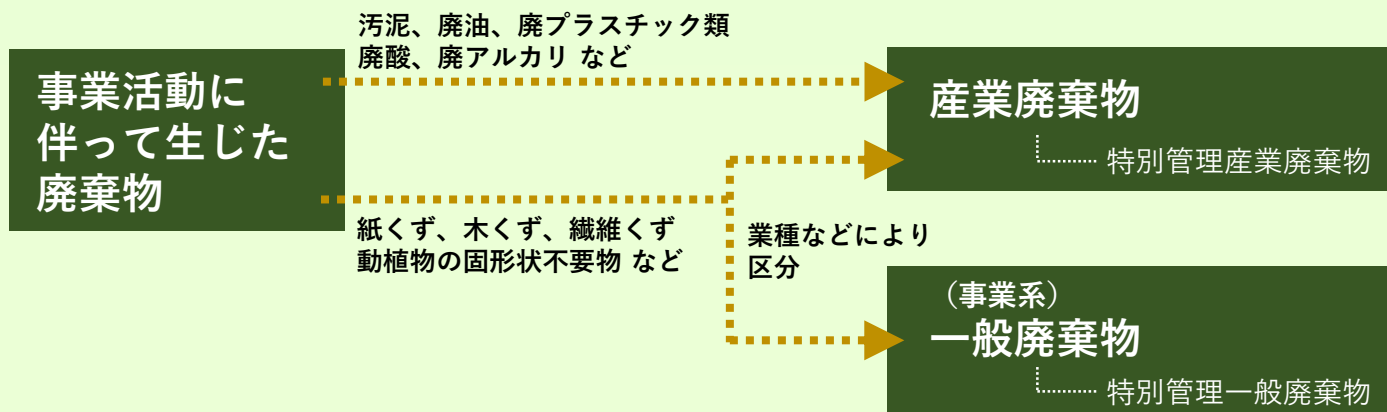 汚泥、廃油、廃プラスチック類
廃酸、廃アルカリ など
事業活動に
伴って生じた
廃棄物
産業廃棄物
特別管理産業廃棄物
紙くず、木くず、繊維くず
動植物の固形状不要物 など
業種などにより
区分
（事業系）
一般廃棄物
特別管理一般廃棄物